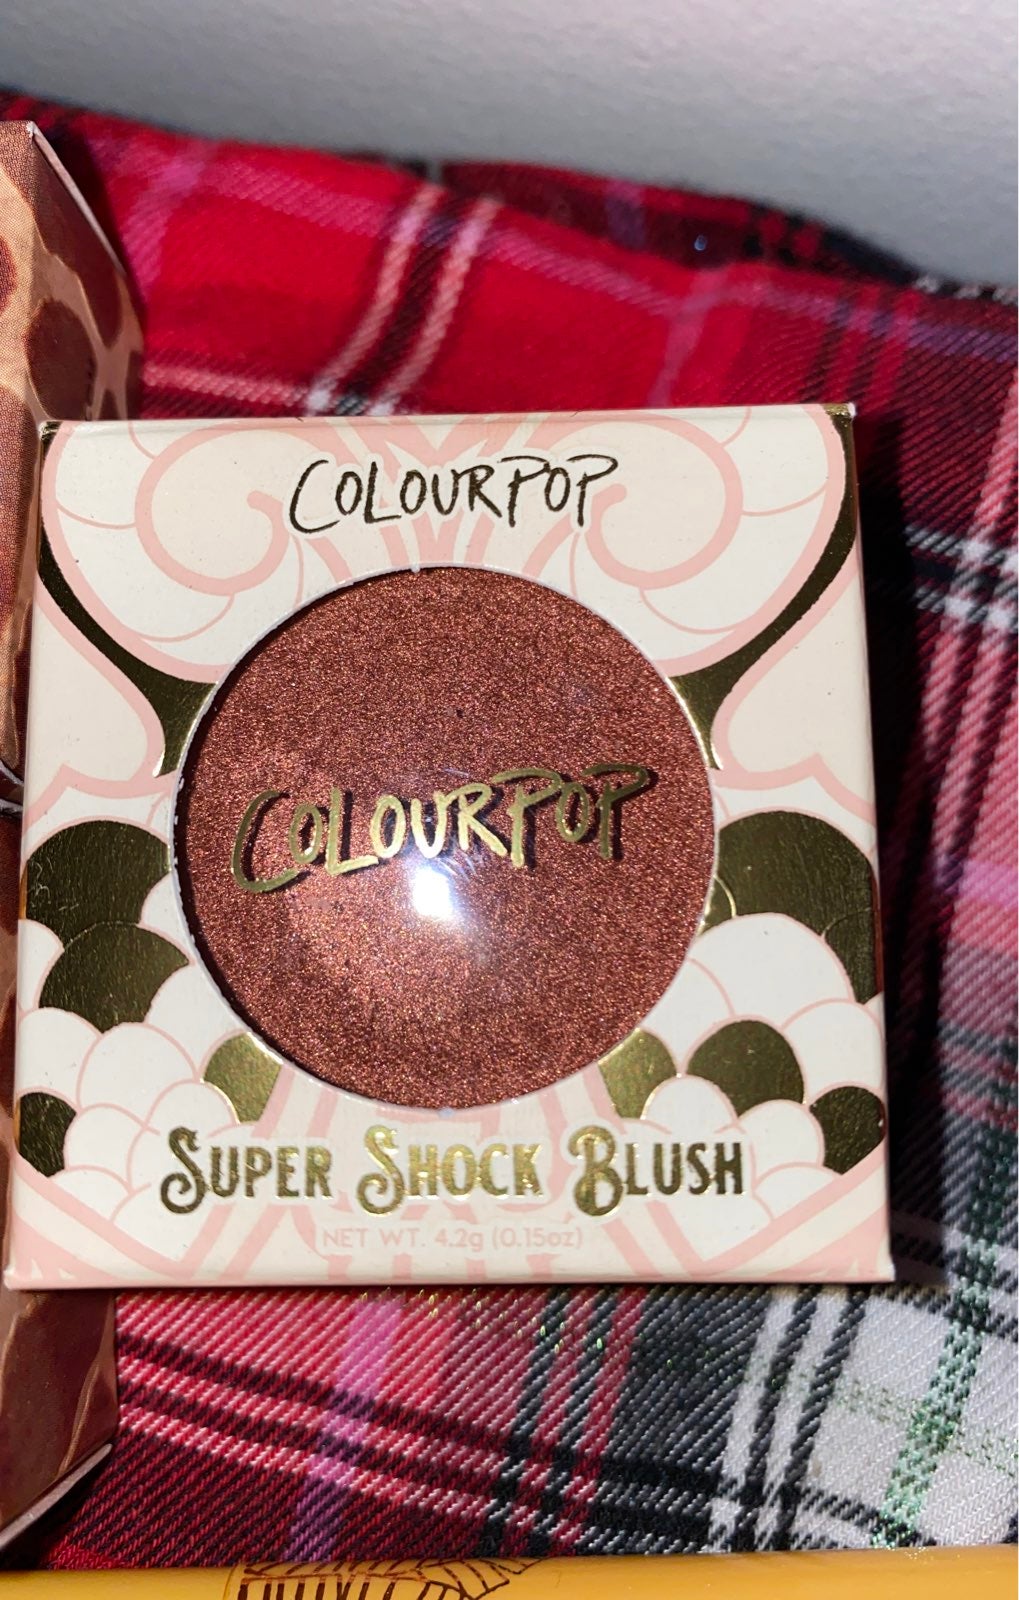 COLOURPOP
COLOURPOP
SUPER SHOCK BLUSH
NET WT. 4.2g (0.15oz)